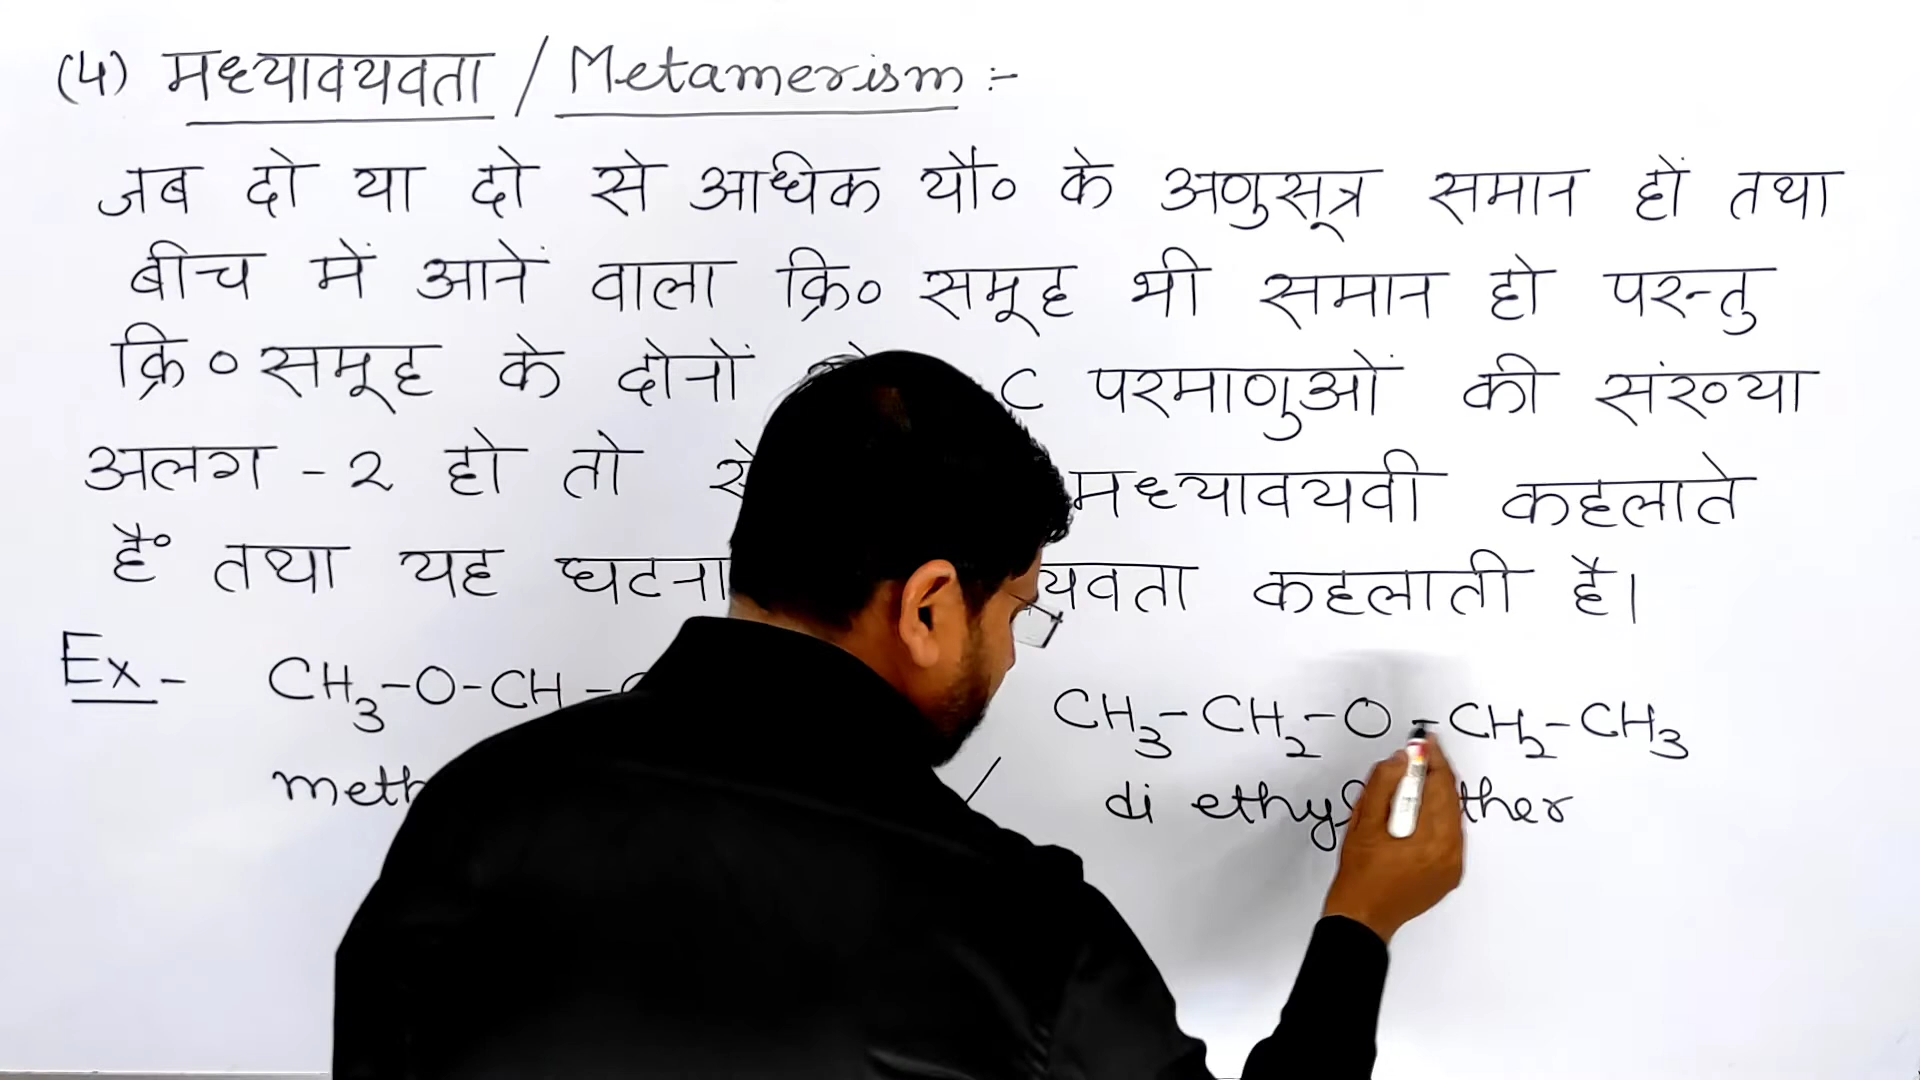 (4) मध्यावयवता / Metamerism :-
जब दो या दो से अधिक यौ० के अणुसूत्र समान हों तथा
बीच में आनें वाला क्रि० समूह भी समान हो परन्तु
क्रि० समूह के दोनों C परमाणुओं की संख्या
अलग - 2 हो तो मध्यावयवी कहलाते
हैं तथा यह घटना यवता कहलाती है।
Ex - CH3-O-CH - CH3-CH2-O-CH2-CH3
meth / di ethyl ther